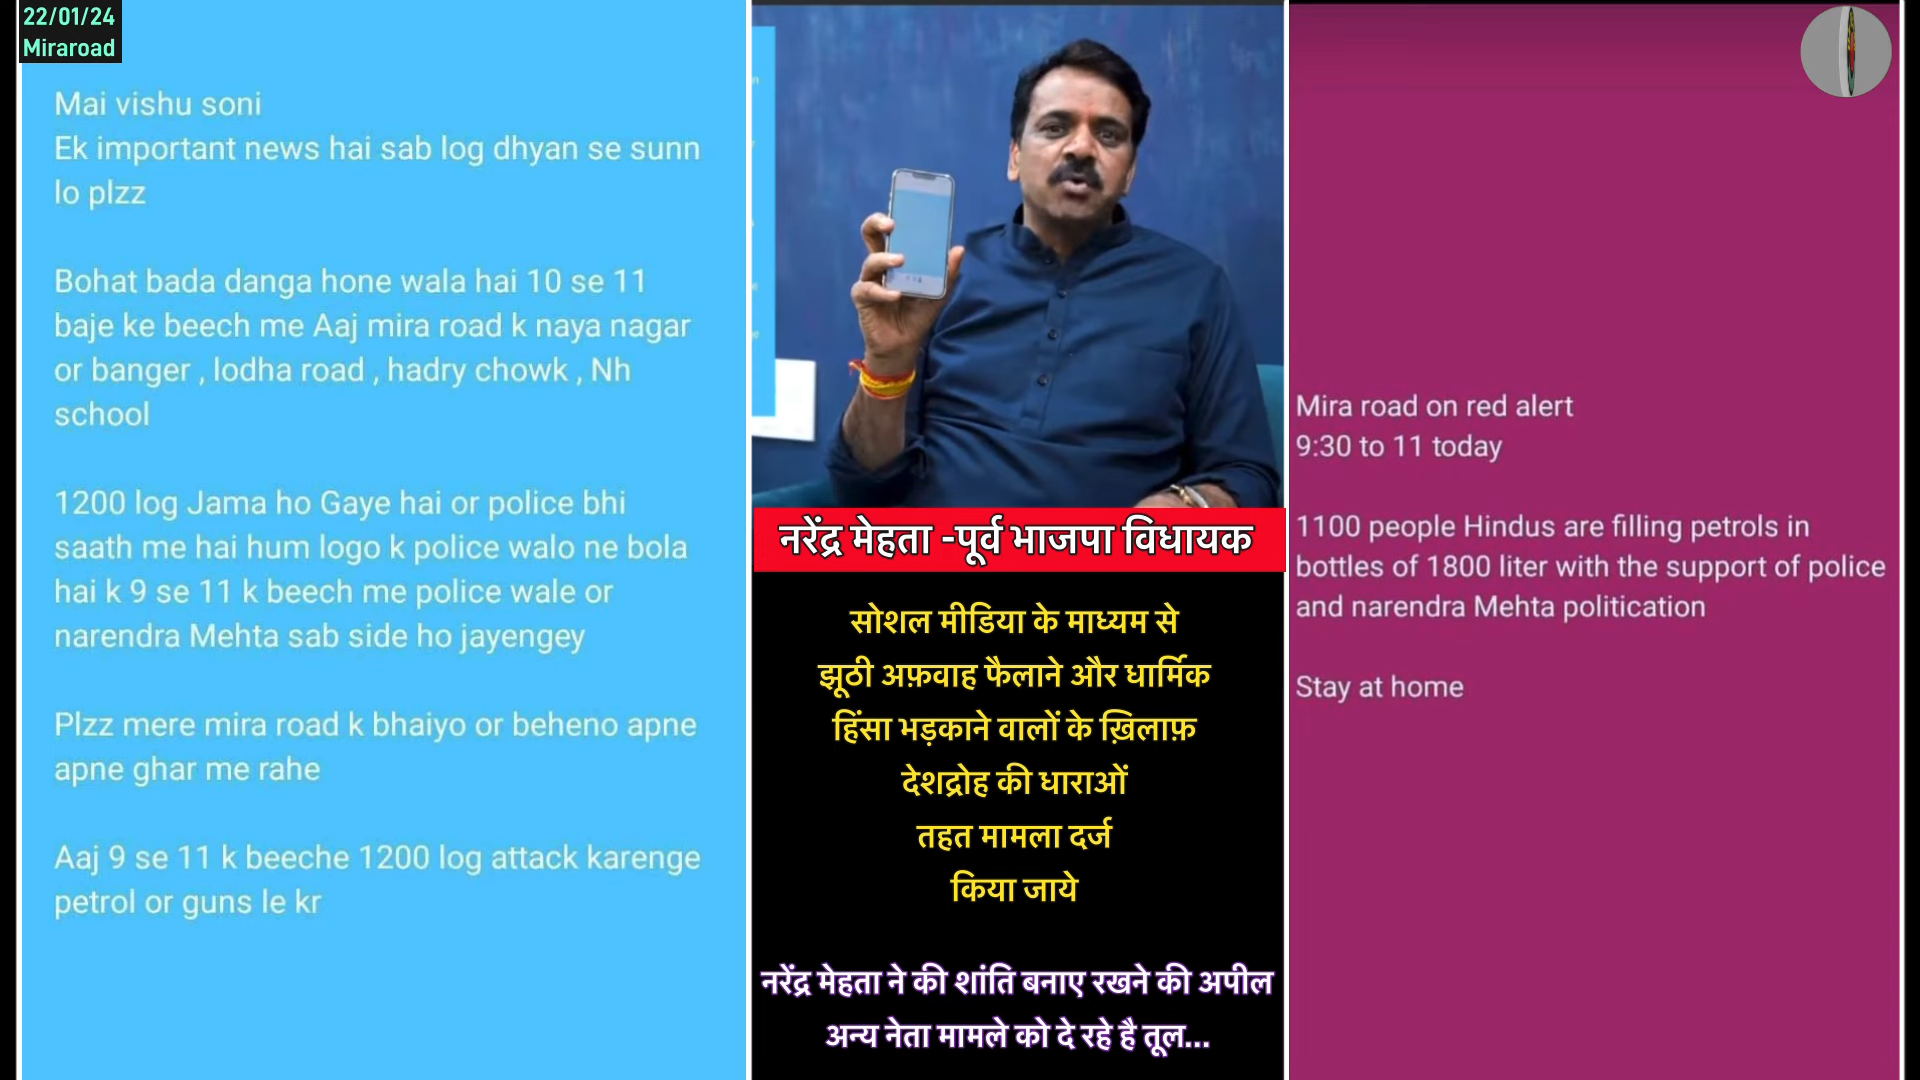 22/01/24
Miraroad
Mai vishu soni
Ek important news hai sab log dhyan se sunn
lo plzz
Bohat bada danga hone wala hai 10 se 11
baje ke beech me Aaj mira road k naya nagar
or banger , lodha road , hadry chowk , Nh
school
1200 log Jama ho Gaye hai or police bhi
saath me hai hum logo k police walo ne bola
hai k 9 se 11 k beech me police wale or
narendra Mehta sab side ho jayengey
Plzz mere mira road k bhaiyo or beheno apne
apne ghar me rahe
Aaj 9 se 11 k beeche 1200 log attack karenge
petrol or guns le kr
नरेंद्र मेहता -पूर्व भाजपा विधायक
सोशल मीडिया के माध्यम से
झूठी अफ़वाह फैलाने और धार्मिक
हिंसा भड़काने वालों के ख़िलाफ़
देशद्रोह की धाराओं
तहत मामला दर्ज
किया जाये
नरेंद्र मेहता ने की शांति बनाए रखने की अपील
अन्य नेता मामले को दे रहे है तूल...
Mira road on red alert
9:30 to 11 today
1100 people Hindus are filling petrols in
bottles of 1800 liter with the support of police
and narendra Mehta politication
Stay at home